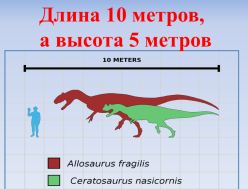 Длина 10 метров,
а высота 5 метров
10 METERS
Allosaurus fragilis
Ceratosaurus nasicornis